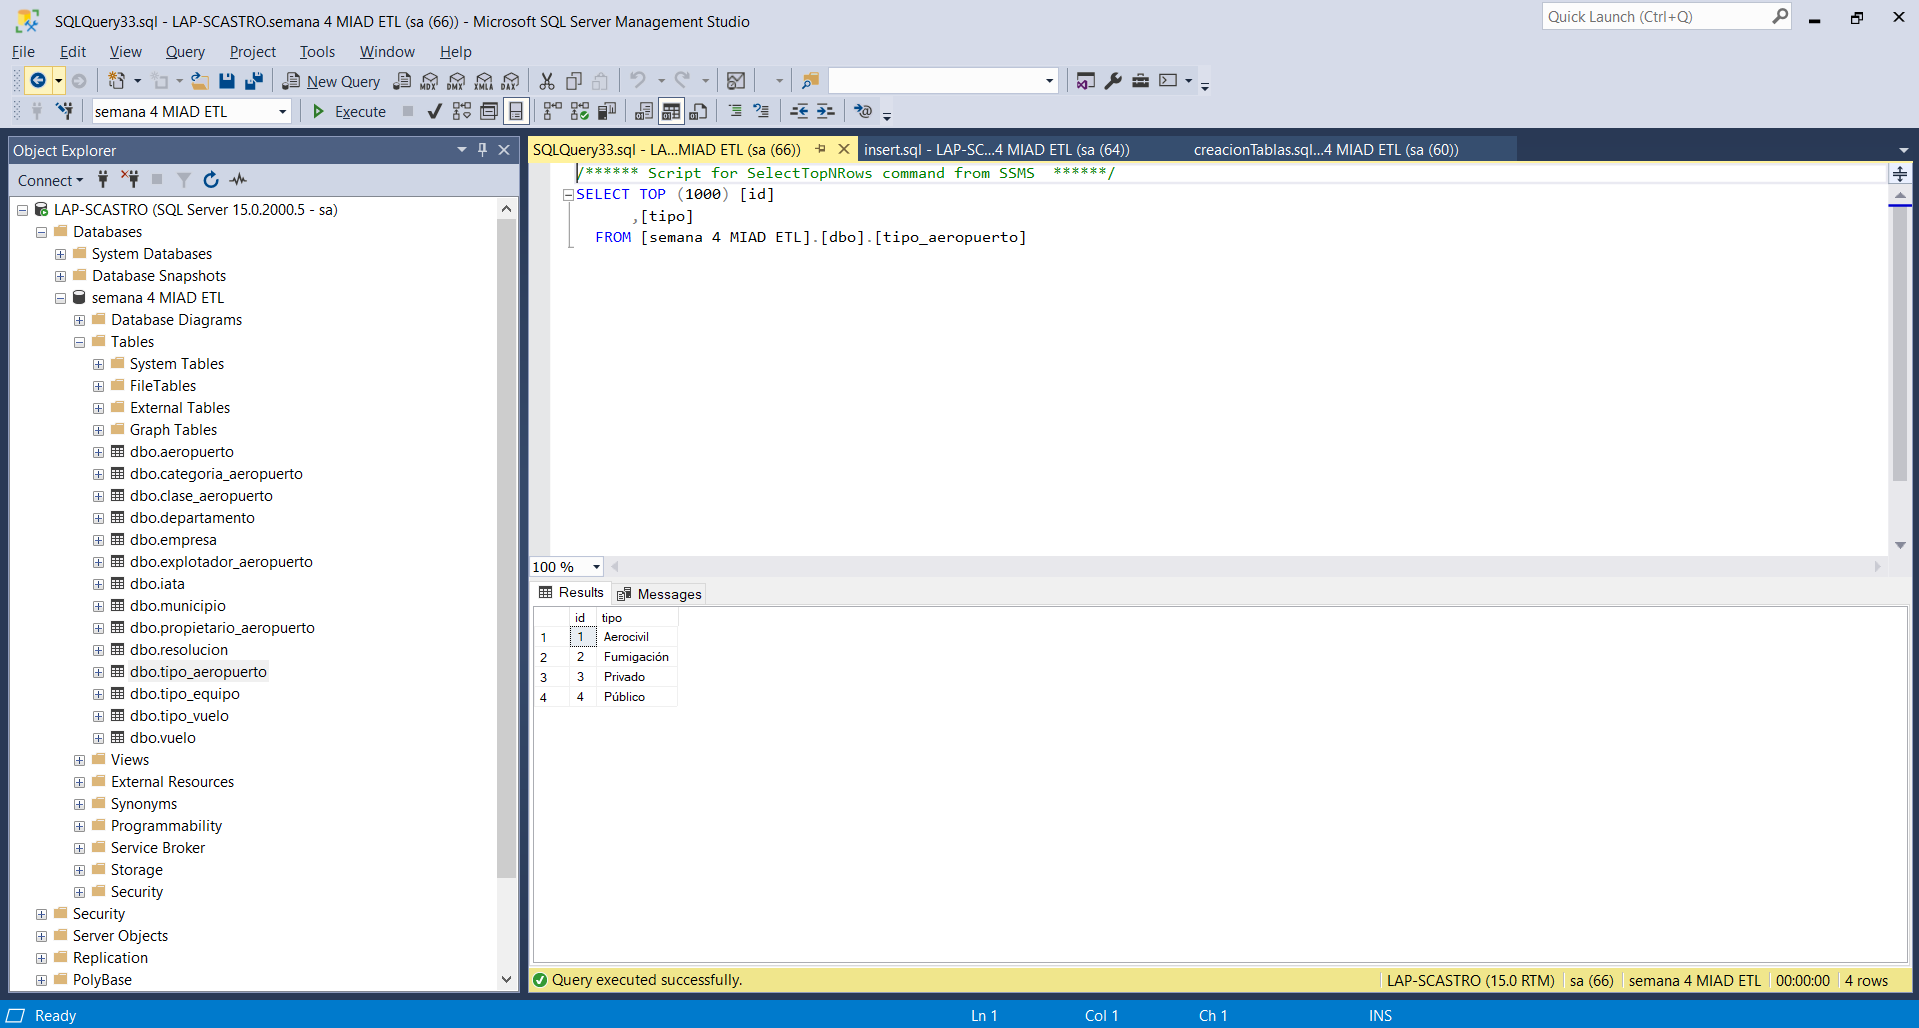 SQLQuery33.sql - LAP-SCASTRO.semana 4 MIAD ETL (sa (66)) - Microsoft SQL Server Management Studio
Quick Launch (Ctrl+Q)
File Edit View Query Project Tools Window Help
New Query MDX DMX XMLA DAX
semana 4 MIAD ETL Execute
Object Explorer
Connect
LAP-SCASTRO (SQL Server 15.0.2000.5 - sa)
Databases
System Databases
Database Snapshots
semana 4 MIAD ETL
Database Diagrams
Tables
System Tables
FileTables
External Tables
Graph Tables
dbo.aeropuerto
dbo.categoria_aeropuerto
dbo.clase_aeropuerto
dbo.departamento
dbo.empresa
dbo.explotador_aeropuerto
dbo.iata
dbo.municipio
dbo.propietario_aeropuerto
dbo.resolucion
dbo.tipo_aeropuerto
dbo.tipo_equipo
dbo.tipo_vuelo
dbo.vuelo
Views
External Resources
Synonyms
Programmability
Service Broker
Storage
Security
Security
Server Objects
Replication
PolyBase
SQLQuery33.sql - LA...MIAD ETL (sa (66)) insert.sql - LAP-SC...4 MIAD ETL (sa (64)) creacionTablas.sql...4 MIAD ETL (sa (60))
/****** Script for SelectTopNRows command from SSMS ******/
SELECT TOP (1000) [id]
,[tipo]
FROM [semana 4 MIAD ETL].[dbo].[tipo_aeropuerto]
100 %
Results Messages
id tipo
1 1 Aerocivil
2 2 Fumigación
3 3 Privado
4 4 Público
Query executed successfully. LAP-SCASTRO (15.0 RTM) sa (66) semana 4 MIAD ETL 00:00:00 4 rows
Ready Ln 1 Col 1 Ch 1 INS